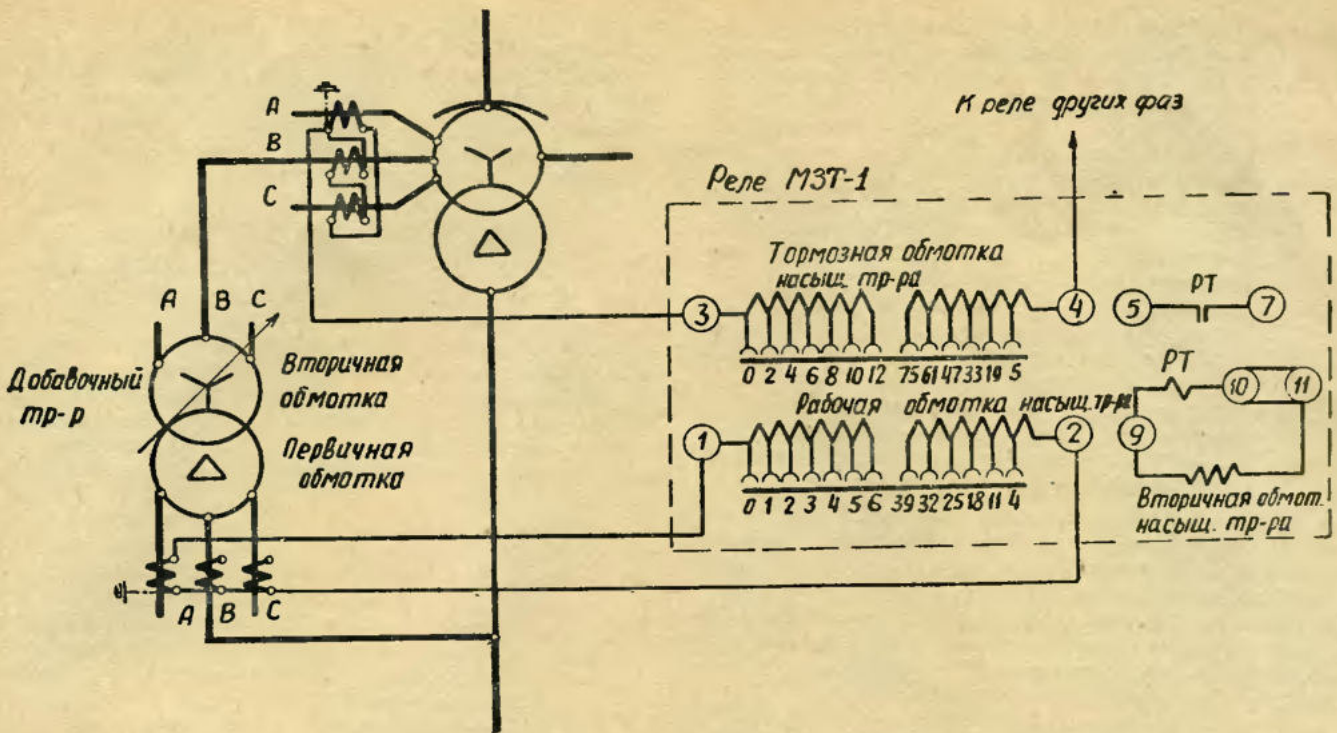 К реле других фаз
A
B
C
Реле МЗТ-1
Тормозная обмотка
насыщ. тр-ра
3
4
5
РТ
7
0 2 4 6 8 10 12 75 61 47 33 19 5
A
B
C
Добавочный
тр-р
Вторичная
обмотка
Первичная
обмотка
Рабочая обмотка насыщ. тр-ра
РТ
10
11
1
2
9
0 1 2 3 4 5 6 39 32 25 18 11 4
Вторичная обмот.
насыщ. тр-ра
A
B
C